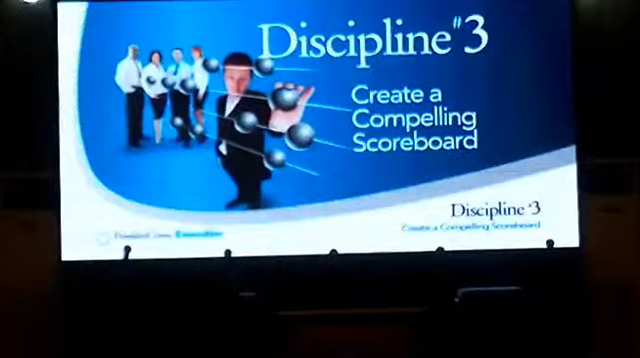 Discipline #3
Create a
Compelling
Scoreboard
Discipline #3
Create a Compelling Scoreboard